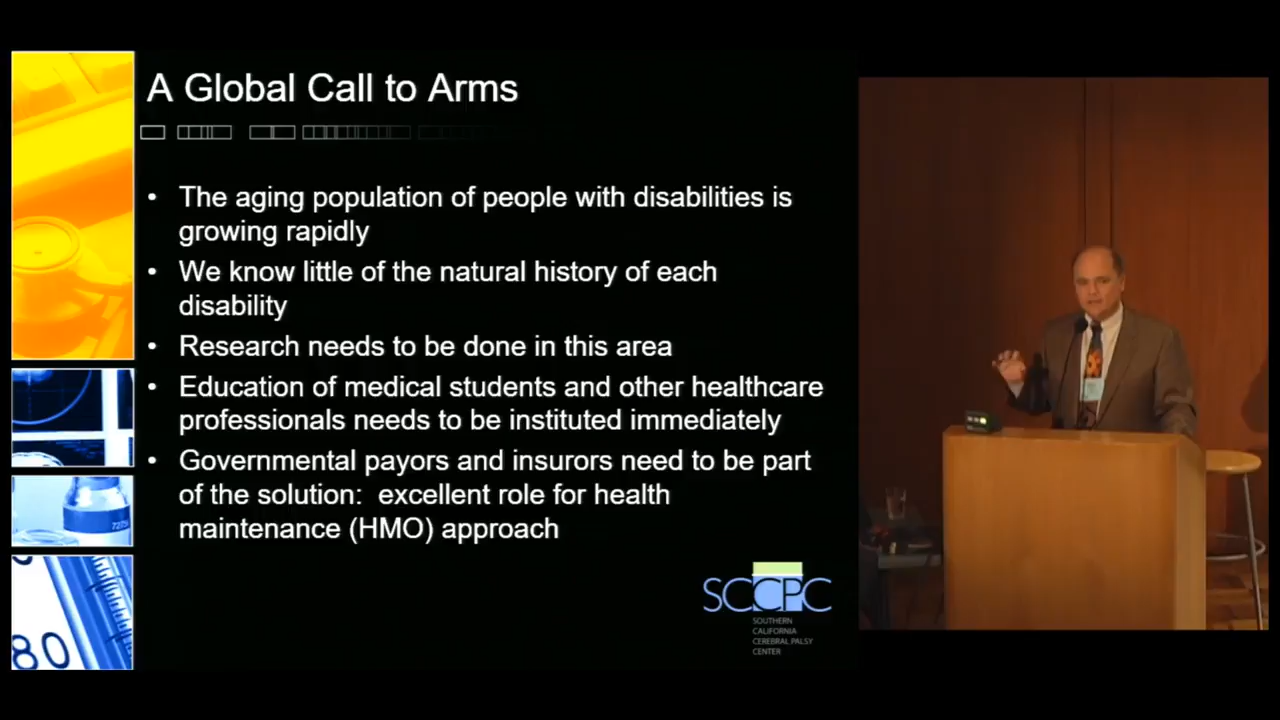 A Global Call to Arms
• The aging population of people with disabilities is
growing rapidly
• We know little of the natural history of each
disability
• Research needs to be done in this area
• Education of medical students and other healthcare
professionals needs to be instituted immediately
• Governmental payors and insurors need to be part
of the solution:  excellent role for health
maintenance (HMO) approach
SCCPC
SOUTHERN
CALIFORNIA
CEREBRAL PALSY
CENTER
80